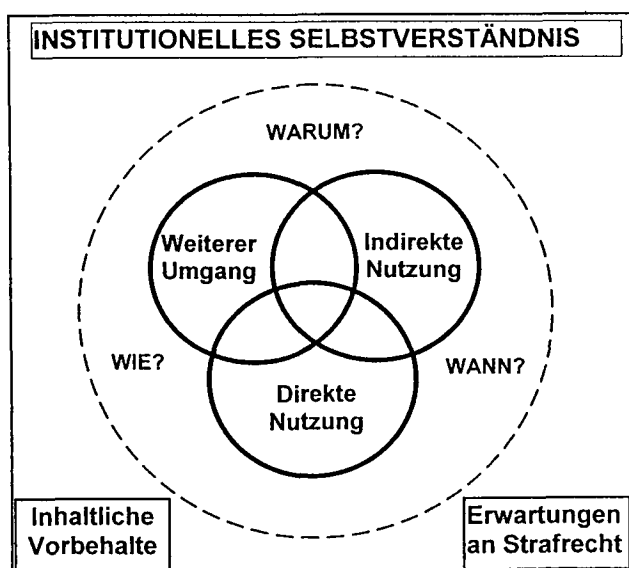 INSTITUTIONELLES SELBSTVERSTÄNDNIS
WARUM?
Weiterer
Umgang
Indirekte
Nutzung
WIE?
WANN?
Direkte
Nutzung
Inhaltliche
Vorbehalte
Erwartungen
an Strafrecht